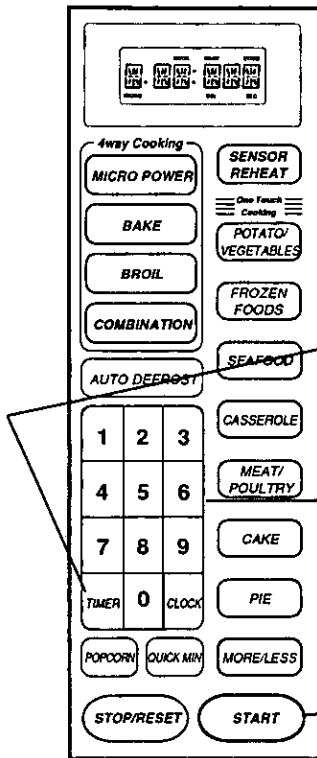 4way Cooking
MICRO POWER
BAKE
BROIL
COMBINATION
SENSOR
REHEAT
One Touch
Cooking
POTATO/
VEGETABLES
FROZEN
FOODS
SEAFOOD
CASSEROLE
MEAT/
POULTRY
CAKE
PIE
MORE/LESS
AUTO DEFROST
1 2 3
4 5 6
7 8 9
TIMER 0 CLOCK
POPCORN QUICK MIN
STOP/RESET START